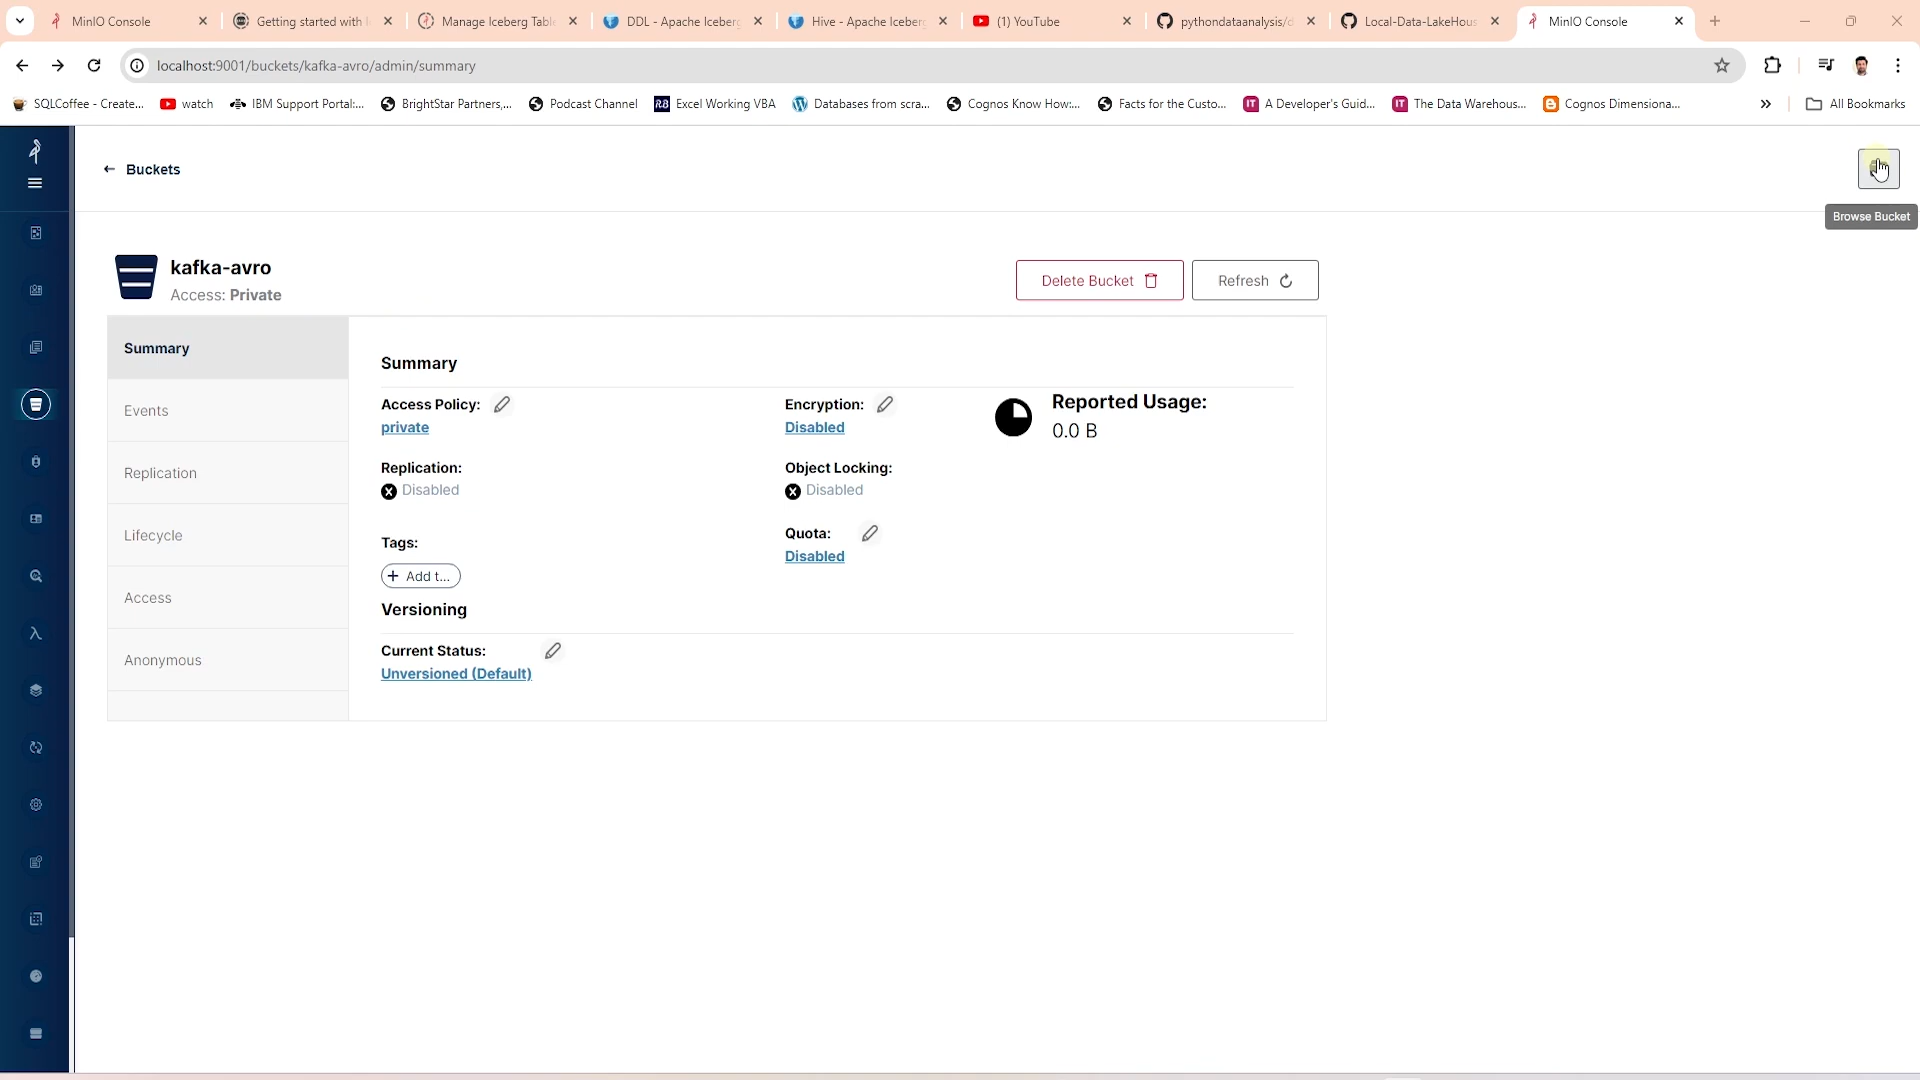 MinIO Console
Getting started with I
Manage Iceberg Tabl
DDL - Apache Iceberg
Hive - Apache Iceberg
(1) YouTube
pythondataanalysis/d
Local-Data-LakeHous
MinIO Console
localhost:9001/buckets/kafka-avro/admin/summary
SQLCoffee - Create...
watch
IBM Support Portal:...
BrightStar Partners,...
Podcast Channel
Excel Working VBA
Databases from scra...
Cognos Know How:...
Facts for the Custo...
A Developer's Guid...
The Data Warehous...
Cognos Dimensiona...
»
All Bookmarks
Buckets
Browse Bucket
kafka-avro
Access: Private
Delete Bucket
Refresh
Summary
Events
Replication
Lifecycle
Access
Anonymous
Summary
Access Policy:
private
Encryption:
Disabled
Reported Usage:
0.0 B
Replication:
Disabled
Object Locking:
Disabled
Tags:
+ Add t...
Quota:
Disabled
Versioning
Current Status:
Unversioned (Default)